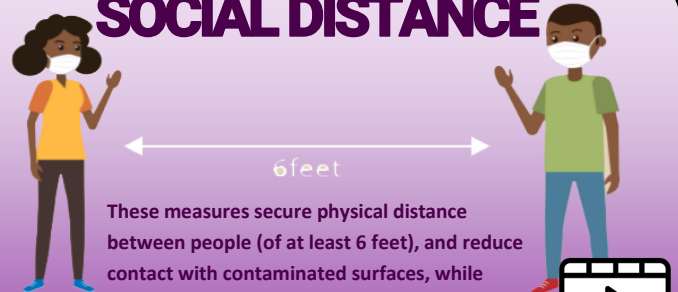 SOCIAL DISTANCE
6feet
These measures secure physical distance
between people (of at least 6 feet), and reduce
contact with contaminated surfaces, while